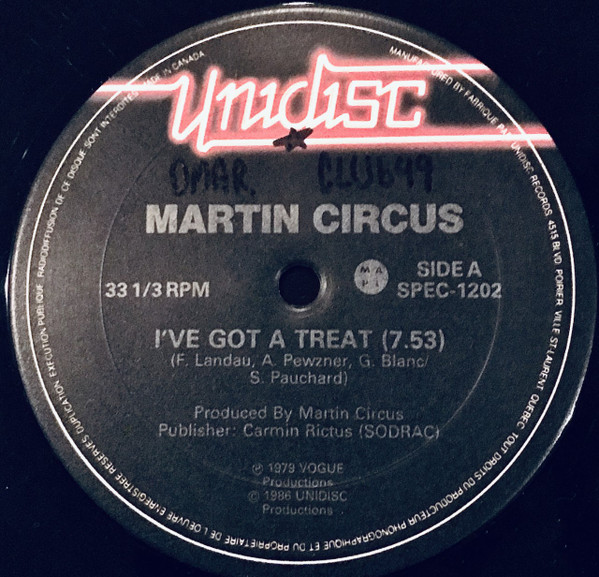 Unidisc
OMAR. CLUB 49
MARTIN CIRCUS
33 1/3 RPM
SIDE A
SPEC-1202
I'VE GOT A TREAT (7.53)
(F. Landau, A. Pewzner, G. Blanc/
S. Pauchard)
Produced By Martin Circus
Publisher: Carmin Rictus (SODRAC)
℗ 1979 VOGUE
Productions
© 1986 UNIDISC
Productions
MADE IN CANADA
MANUFACTURED BY/FABRIQUE PAR UNIDISC RECORDS, 4515 BLVD. POIRIER VILLE ST-LAURENT QUEBEC TOUT DROITS DU PRODUCTEUR PHONOGRAPHIQUE ET DU PROPRIETAIRE DE L'OEUVRE ENREGISTREE RESERVES DUPLICATION EXECUTION PUBLIQUE RADIODIFFUSION DE CE DISQUE SONT INTERDITES